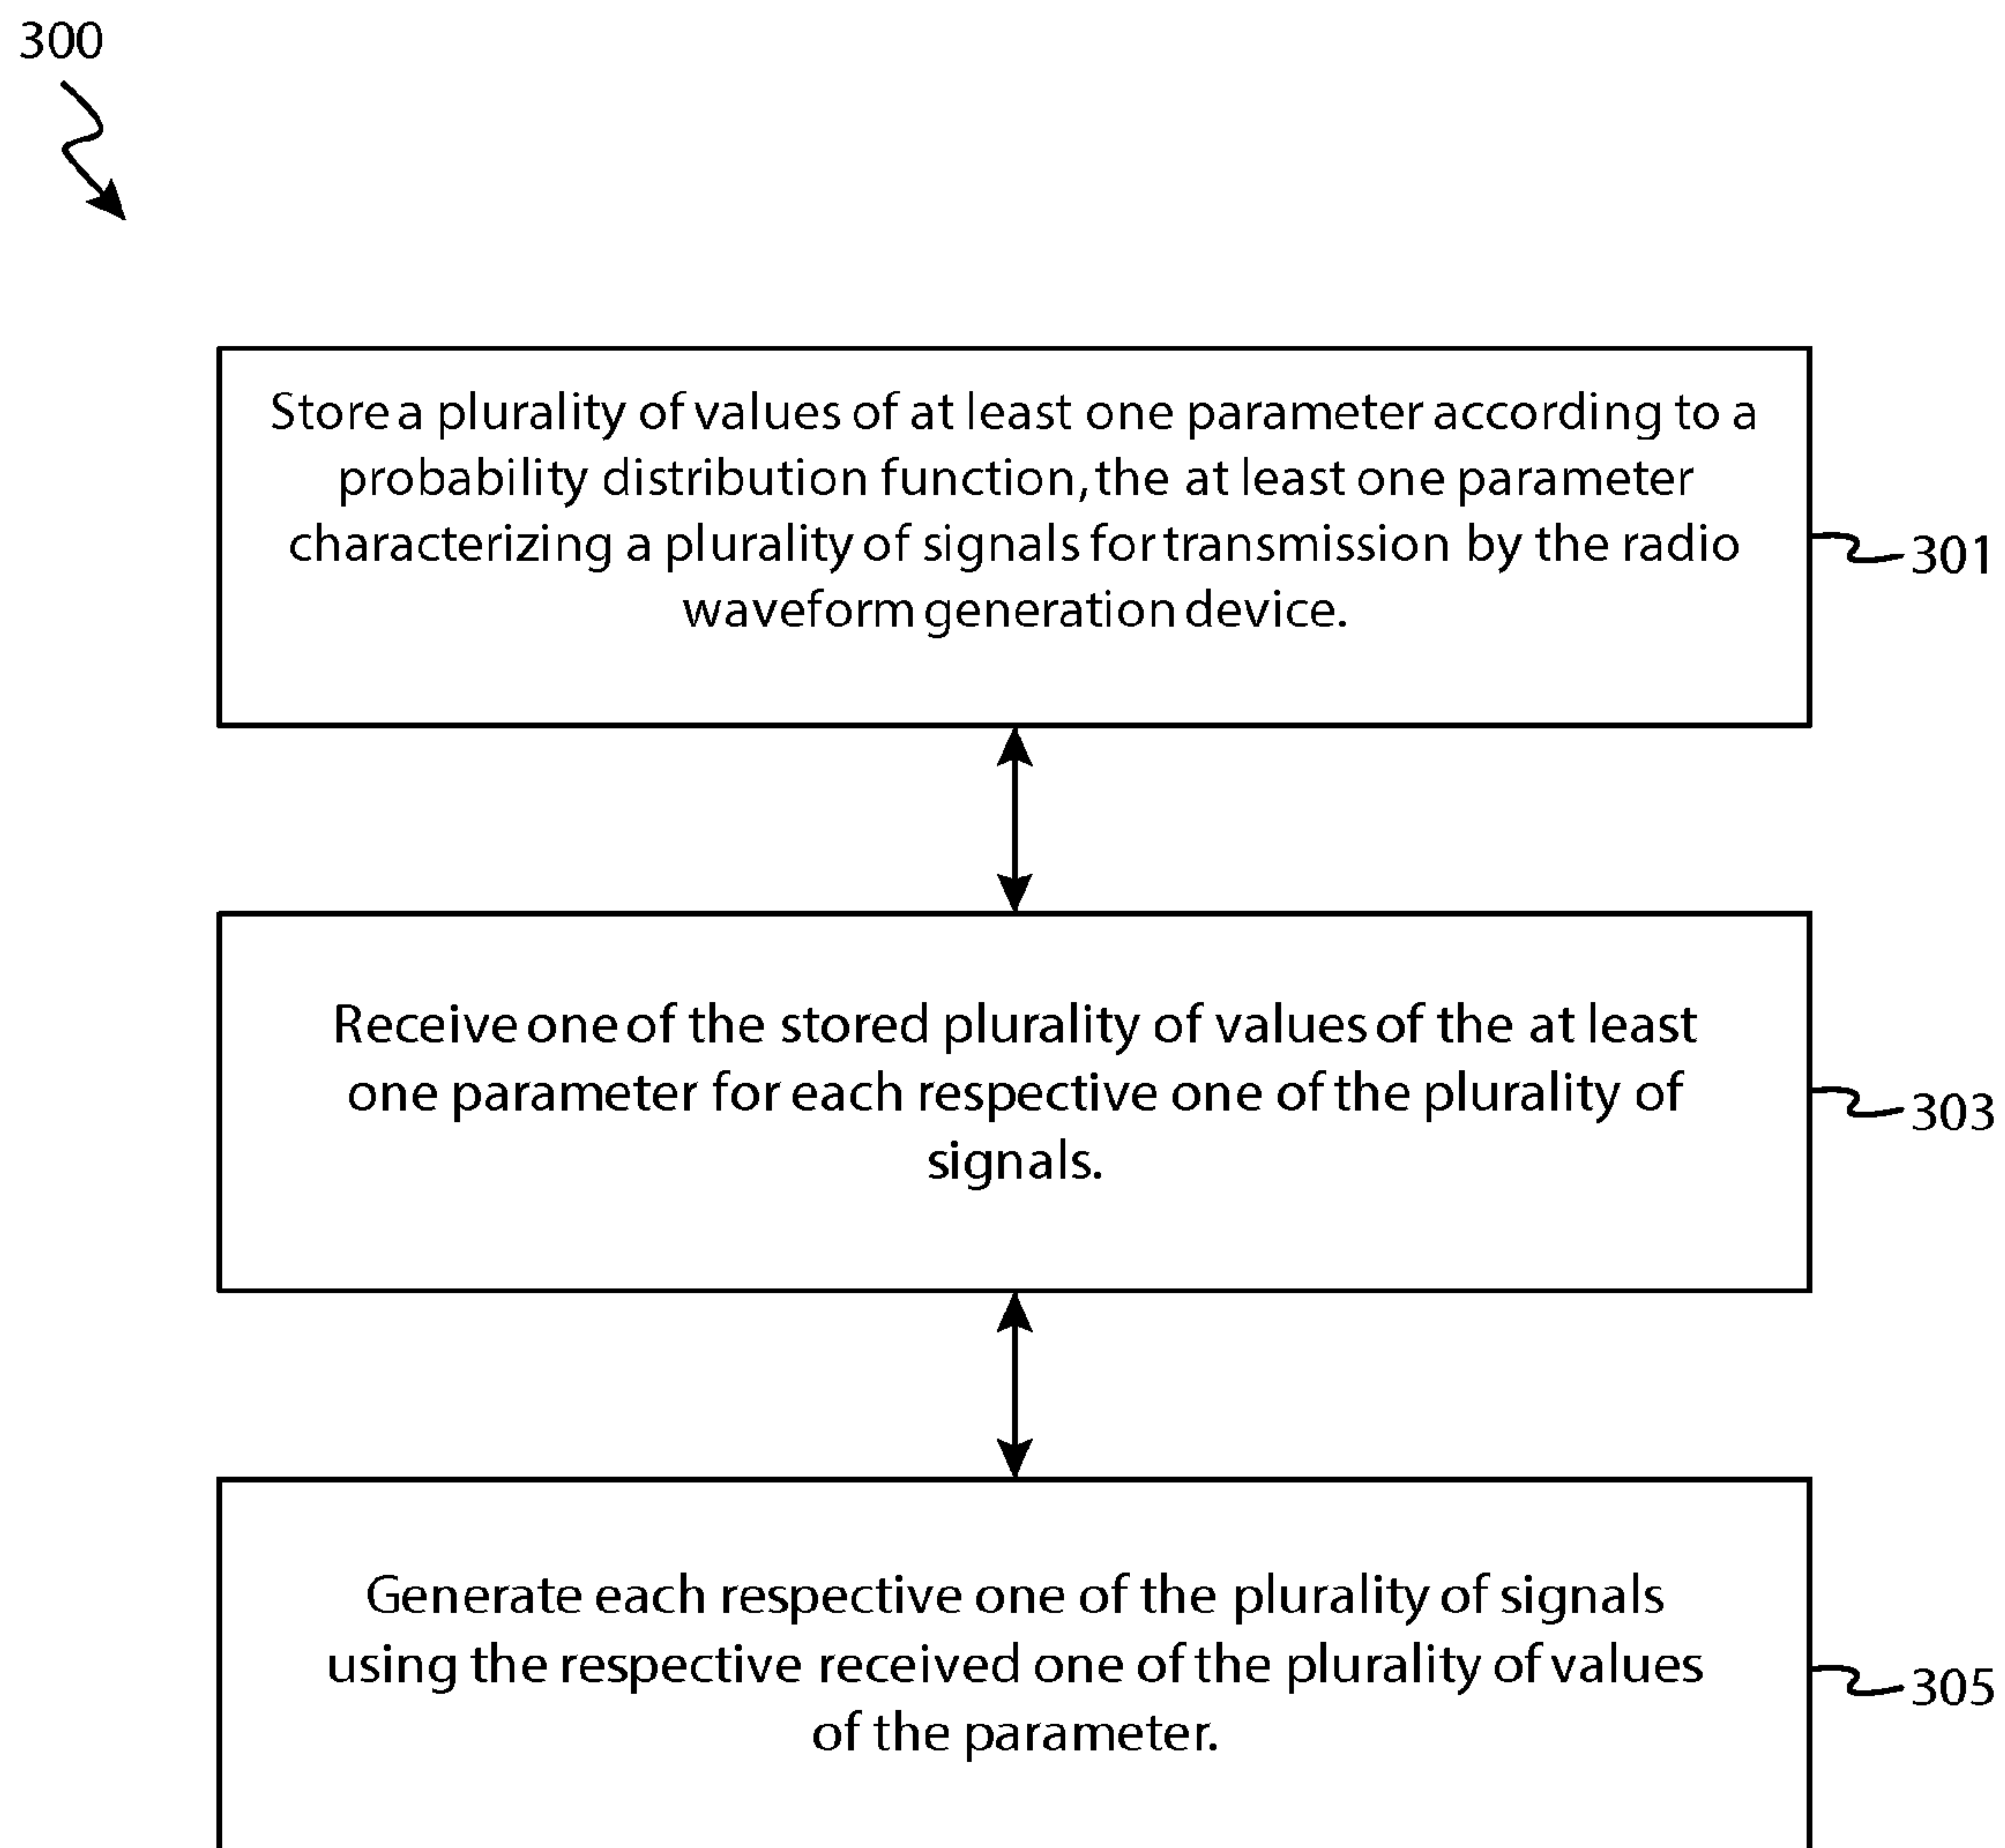 300
Store a plurality of values of at least one parameter according to a
probability distribution function, the at least one parameter
characterizing a plurality of signals for transmission by the radio
waveform generation device.
301
Receive one of the stored plurality of values of the at least
one parameter for each respective one of the plurality of
signals.
303
Generate each respective one of the plurality of signals
using the respective received one of the plurality of values
of the parameter.
305